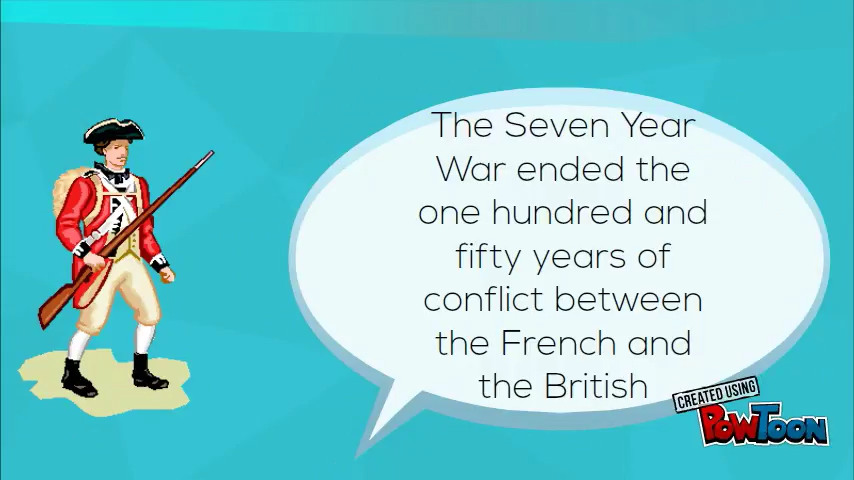 The Seven Year
War ended the
one hundred and
fifty years of
conflict between
the French and
the British
CREATED USING
POWTOON